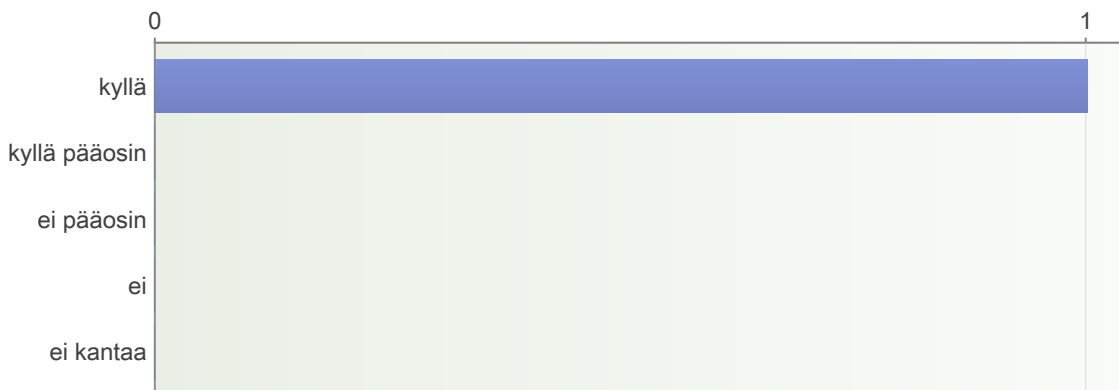 0 1
kyllä
kyllä pääosin
ei pääosin
ei
ei kantaa